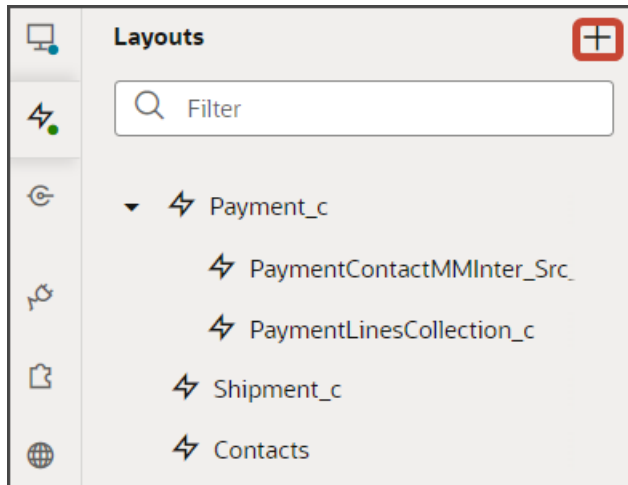 Layouts
Filter
Payment_c
PaymentContactMMInter_Src_
PaymentLinesCollection_c
Shipment_c
Contacts